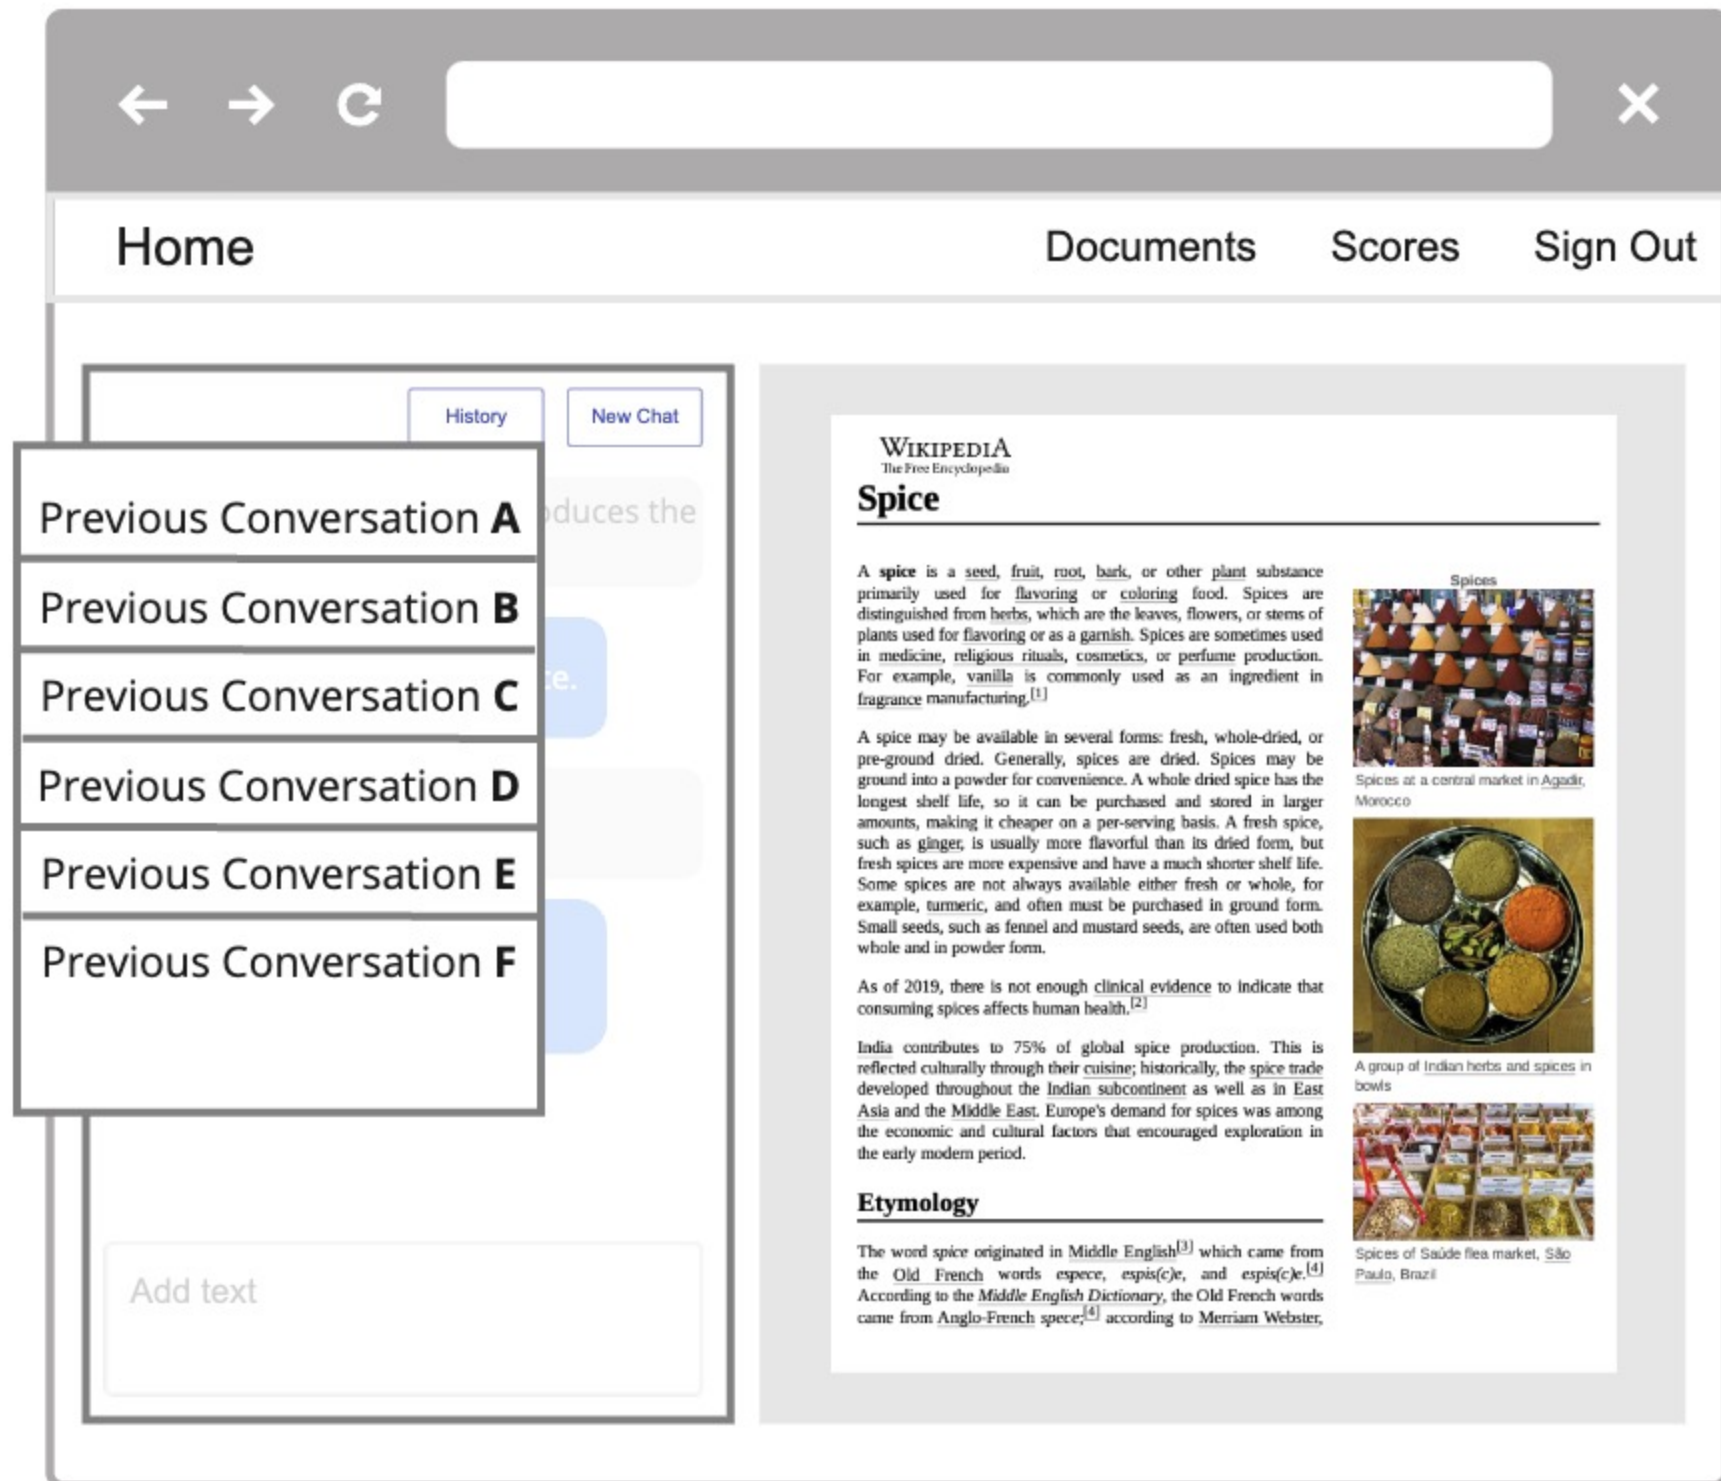 Home
Documents
Scores
Sign Out
History
New Chat
Previous Conversation A
Previous Conversation B
Previous Conversation C
Previous Conversation D
Previous Conversation E
Previous Conversation F
the
Add text
WIKIPEDIA
The Free Encyclopedia
Spice
A spice is a seed, fruit, root, bark, or other plant substance
primarily used for flavoring or coloring food. Spices are
distinguished from herbs, which are the leaves, flowers, or stems of
plants used for flavoring or as a garnish. Spices are sometimes used
in medicine, religious rituals, cosmetics, or perfume production.
For example, vanilla is commonly used as an ingredient in
fragrance manufacturing.[1]
A spice may be available in several forms: fresh, whole-dried, or
pre-ground dried. Generally, spices are dried. Spices may be
ground into a powder for convenience. A whole dried spice has the
longest shelf life, so it can be purchased and stored in larger
amounts, making it cheaper on a per-serving basis. A fresh spice,
such as ginger, is usually more flavorful than its dried form, but
fresh spices are more expensive and have a much shorter shelf life.
Some spices are not always available either fresh or whole, for
example, turmeric, and often must be purchased in ground form.
Small seeds, such as fennel and mustard seeds, are often used both
whole and in powder form.
As of 2019, there is not enough clinical evidence to indicate that
consuming spices affects human health.[2]
India contributes to 75% of global spice production. This is
reflected culturally through their cuisine; historically, the spice trade
developed throughout the Indian subcontinent as well as in East
Asia and the Middle East. Europe's demand for spices was among
the economic and cultural factors that encouraged exploration in
the early modern period.
Etymology
The word spice originated in Middle English[3] which came from
the Old French words espece, espis(c)e, and espis(c)e.[4]
According to the Middle English Dictionary, the Old French words
came from Anglo-French spece;[4] according to Merriam Webster,
Spices
Spices at a central market in Agadir,
Morocco
A group of Indian herbs and spices in
bowls
Spices of Saúde flea market, São
Paulo, Brazil